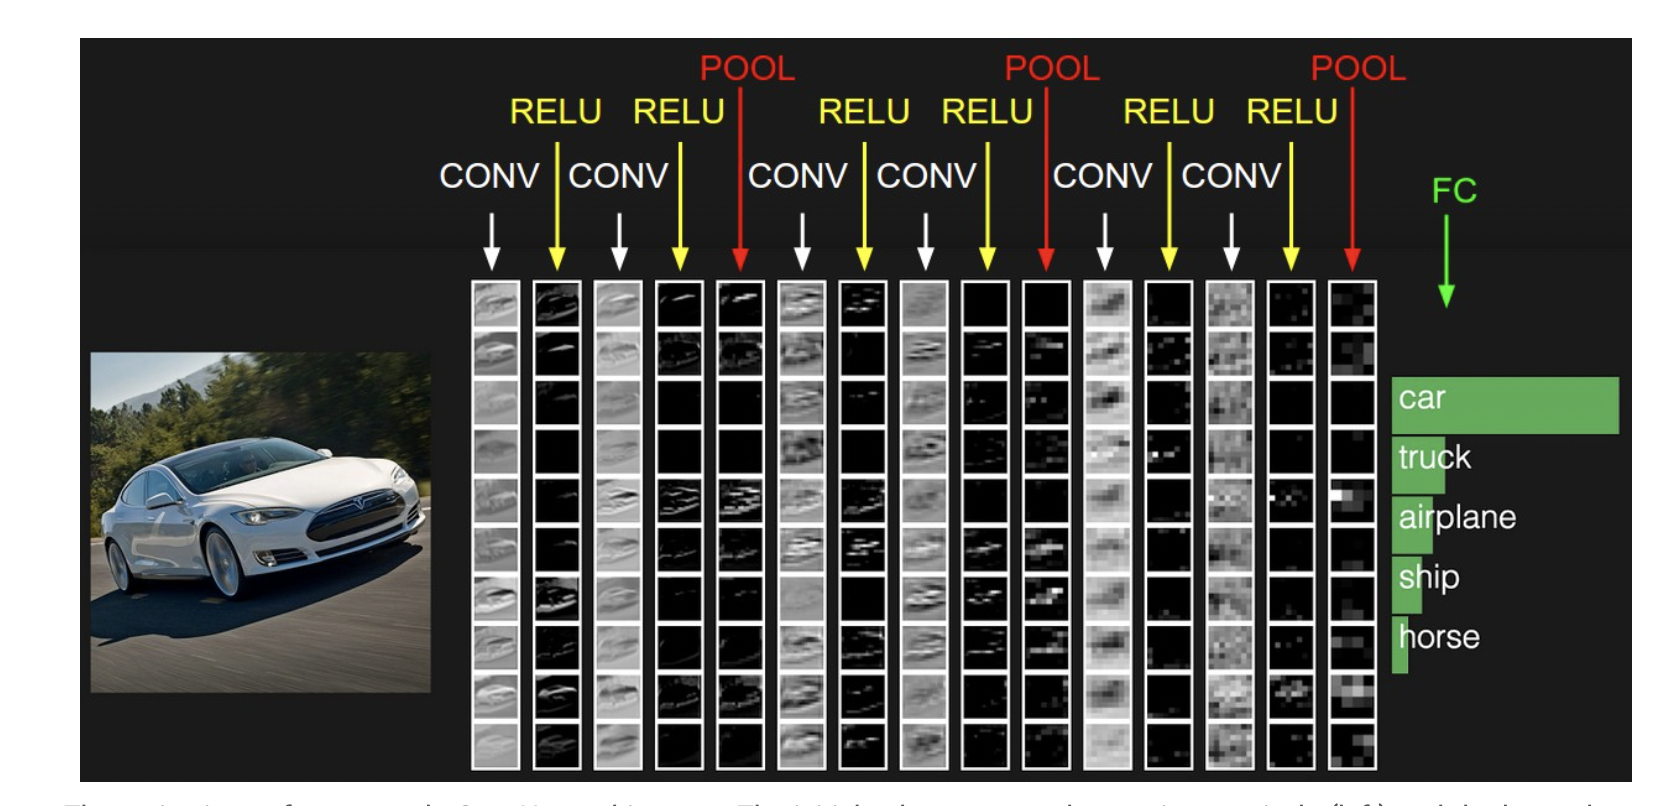 POOL POOL POOL
RELU RELU RELU RELU RELU RELU
CONV CONV CONV CONV CONV CONV
FC
car
truck
airplane
ship
horse